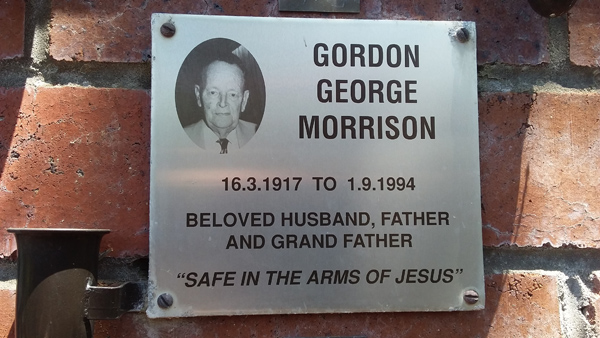 GORDON
GEORGE
MORRISON
16.3.1917 TO 1.9.1994
BELOVED HUSBAND, FATHER
AND GRAND FATHER
"SAFE IN THE ARMS OF JESUS"